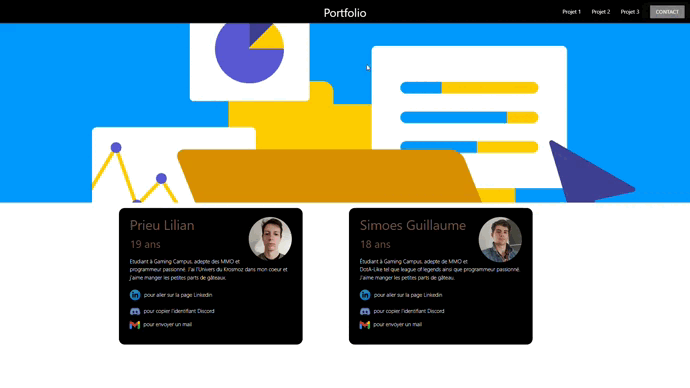 Portfolio
Projet 1
Projet 2
Projet 3
CONTACT
Prieu Lilian
19 ans
Etudiant à Gaming Campus, adepte des MMO et
programmeur passionné. J'ai l'Univers du Krosmoz dans mon coeur et
j'aime manger les petites parts de gâteaux.
pour aller sur la page Linkedin
pour copier l'identifiant Discord
pour envoyer un mail
Simoes Guillaume
18 ans
Étudiant à Gaming Campus, adepte de MMO et
DotA-Like tel que league of legends ainsi que programmeur passionné.
J'aime manger les petites parts de gâteau.
pour aller sur la page Linkedin
pour copier l'identifiant Discord
pour envoyer un mail